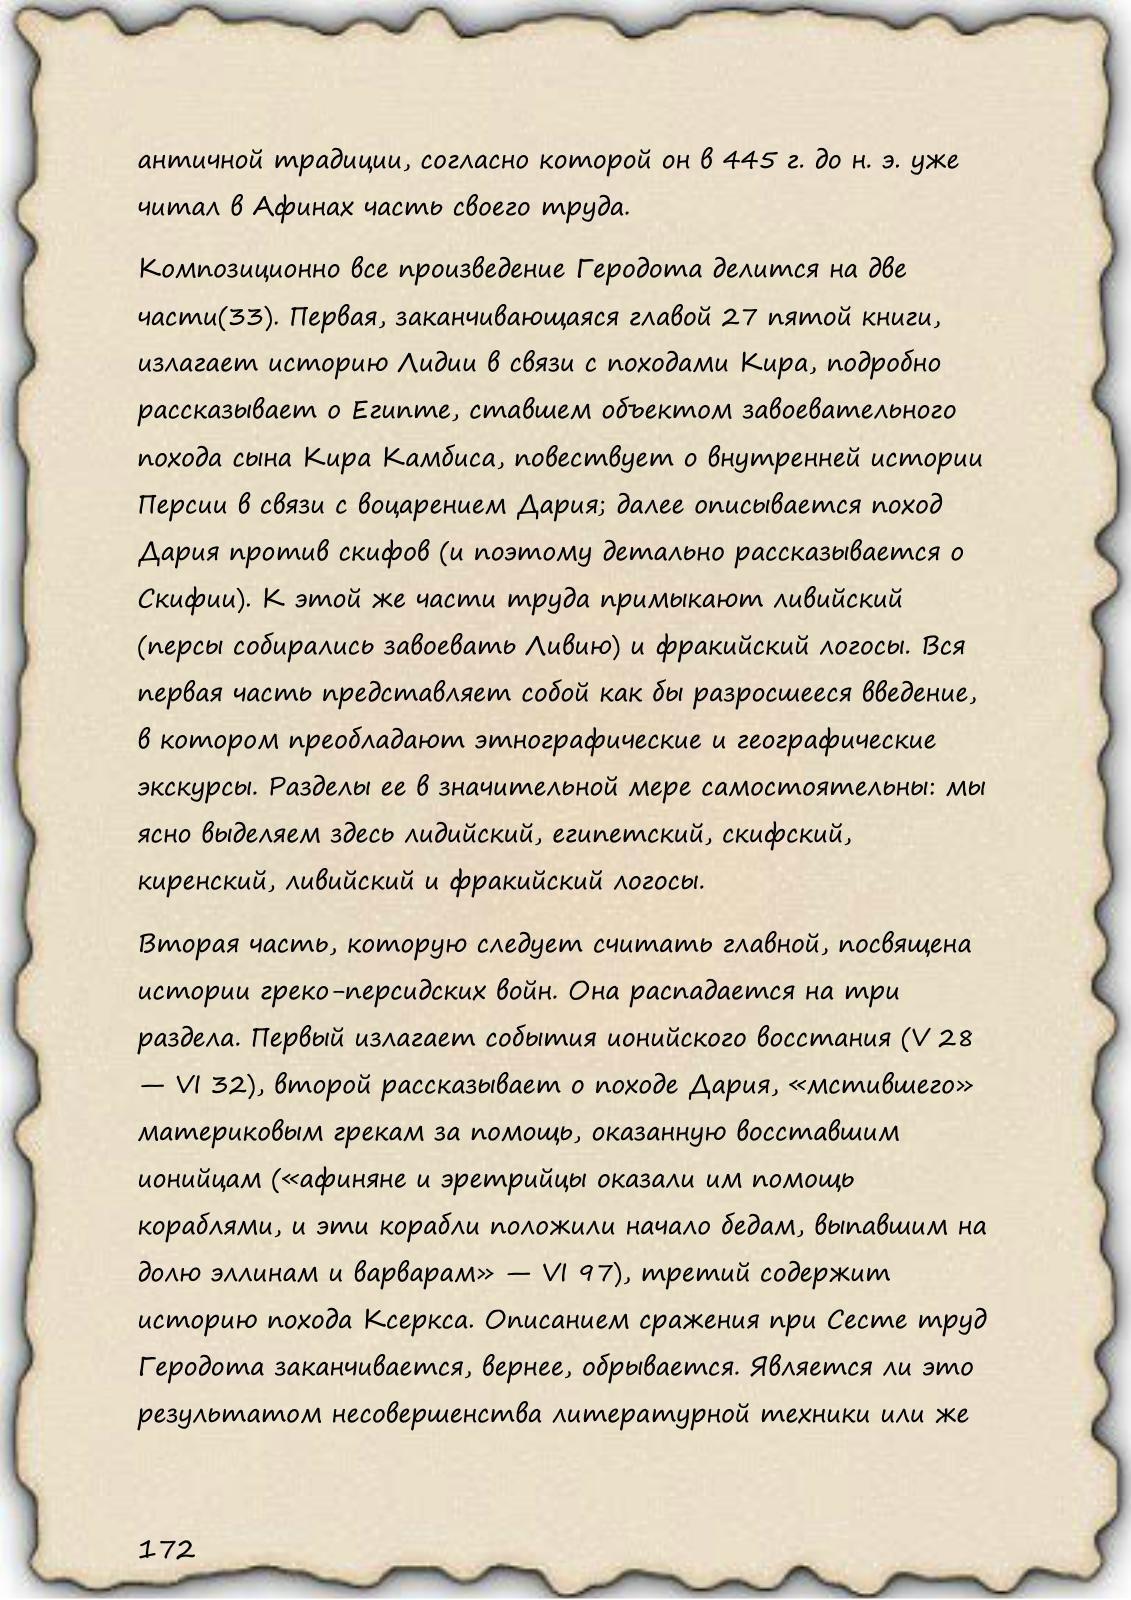 античной традиции, согласно которой он в 445 г. до н. э. уже
читал в Афинах часть своего труда.
Композиционно все произведение Геродота делится на две
части(33). Первая, заканчивающаяся главой 27 пятой книги,
излагает историю Лидии в связи с походами Кира, подробно
рассказывает о Египте, ставшем объектом завоевательного
похода сына Кира Камбиса, повествует о внутренней истории
Персии в связи с воцарением Дария; далее описывается поход
Дария против скифов (и поэтому детально рассказывается о
Скифии). К этой же части труда примыкают ливийский
(персы собирались завоевать Ливию) и фракийский логосы. Вся
первая часть представляет собой как бы разросшееся введение,
в котором преобладают этнографические и географические
экскурсы. Разделы ее в значительной мере самостоятельны: мы
ясно выделяем здесь лидийский, египетский, скифский,
киренский, ливийский и фракийский логосы.
Вторая часть, которую следует считать главной, посвящена
истории греко-персидских войн. Она распадается на три
раздела. Первый излагает события ионийского восстания (V 28
— VI 32), второй рассказывает о походе Дария, «мстившего»
материковым грекам за помощь, оказанную восставшим
ионийцам («афиняне и эретрийцы оказали им помощь
кораблями, и эти корабли положили начало бедам, выпавшим на
долю эллинам и варварам» — VI 97), третий содержит
историю похода Ксеркса. Описанием сражения при Сесте труд
Геродота заканчивается, вернее, обрывается. Является ли это
результатом несовершенства литературной техники или же
172